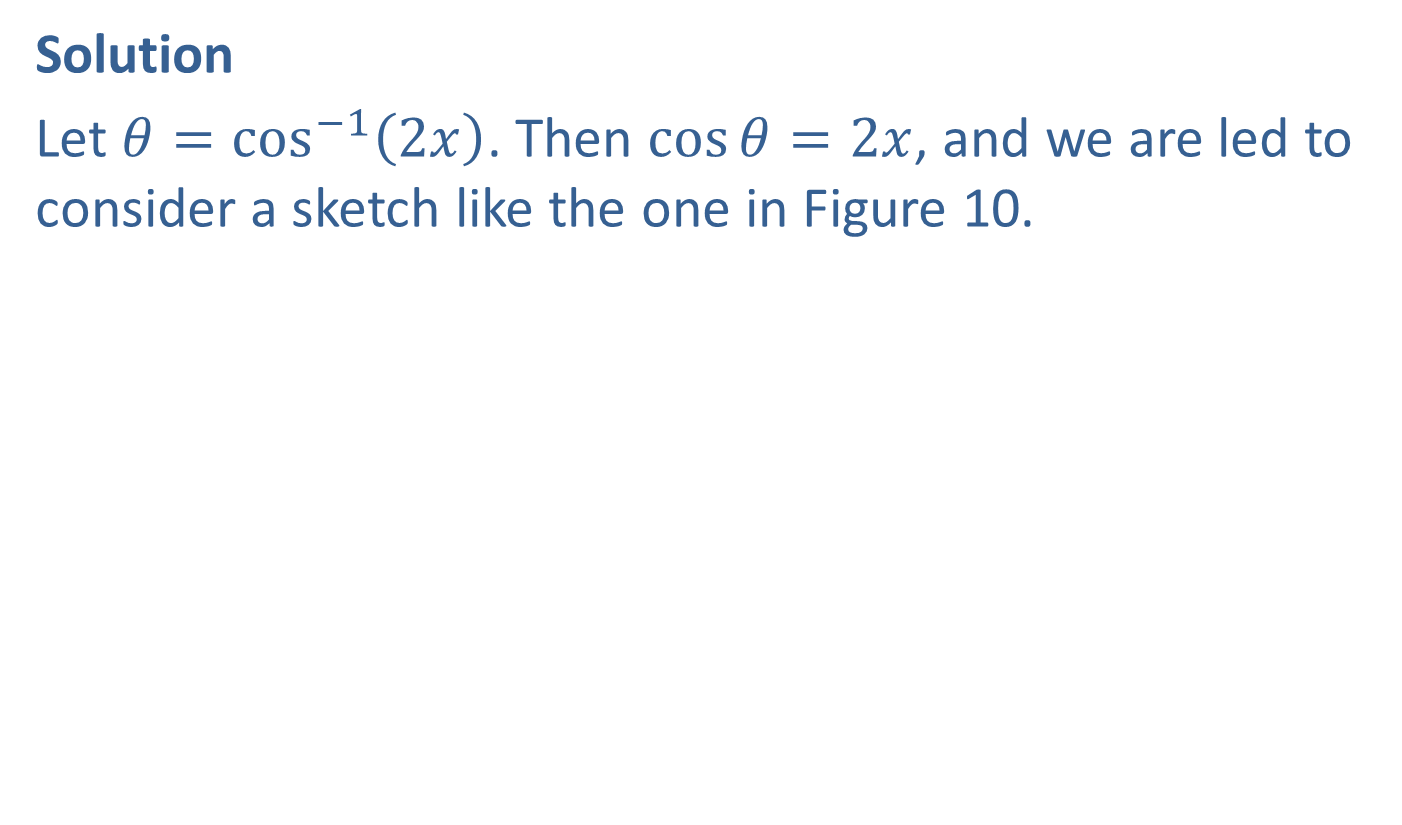 Solution
Let θ = cos⁻¹(2x). Then cos θ = 2x, and we are led to
consider a sketch like the one in Figure 10.